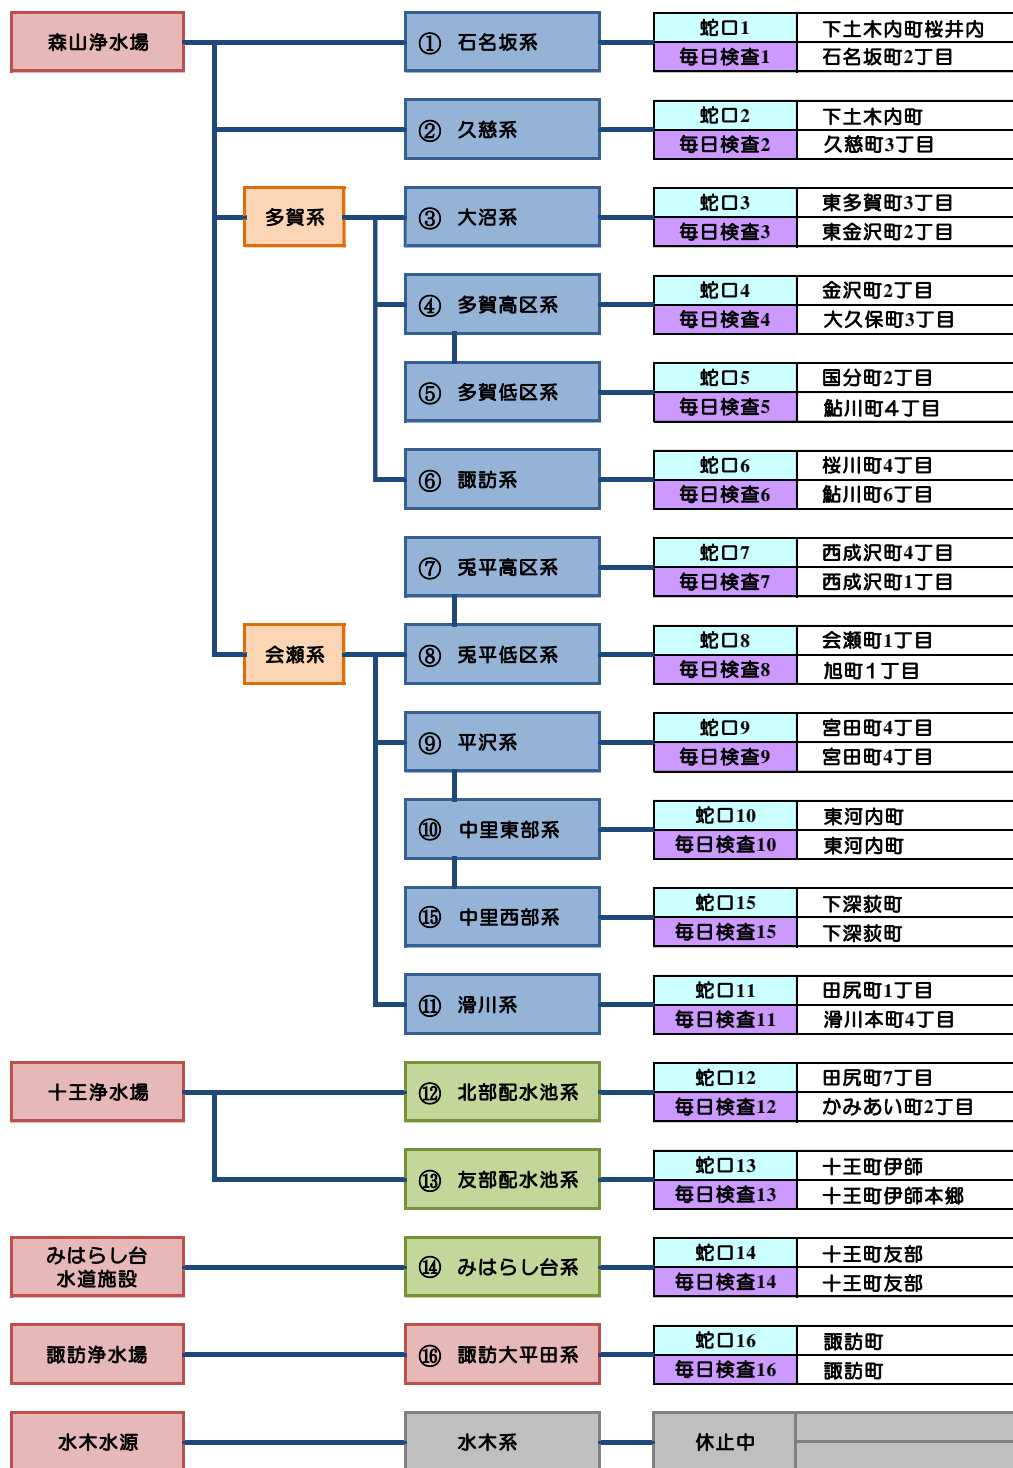 森山浄水場
① 石名坂系
蛇口1 下土木内町桜井内
毎日検査1 石名坂町2丁目
② 久慈系
蛇口2 下土木内町
毎日検査2 久慈町3丁目
多賀系
③ 大沼系
蛇口3 東多賀町3丁目
毎日検査3 東金沢町2丁目
④ 多賀高区系
蛇口4 金沢町2丁目
毎日検査4 大久保町3丁目
⑤ 多賀低区系
蛇口5 国分町2丁目
毎日検査5 鮎川町４丁目
⑥ 諏訪系
蛇口6 桜川町4丁目
毎日検査6 鮎川町6丁目
⑦ 兎平高区系
蛇口7 西成沢町4丁目
毎日検査7 西成沢町1丁目
会瀬系
⑧ 兎平低区系
蛇口8 会瀬町1丁目
毎日検査8 旭町１丁目
⑨ 平沢系
蛇口9 宮田町4丁目
毎日検査9 宮田町4丁目
⑩ 中里東部系
蛇口10 東河内町
毎日検査10 東河内町
⑮ 中里西部系
蛇口15 下深荻町
毎日検査15 下深荻町
⑪ 滑川系
蛇口11 田尻町1丁目
毎日検査11 滑川本町4丁目
十王浄水場
⑫ 北部配水池系
蛇口12 田尻町7丁目
毎日検査12 かみあい町2丁目
⑬ 友部配水池系
蛇口13 十王町伊師
毎日検査13 十王町伊師本郷
みはらし台
水道施設
⑭ みはらし台系
蛇口14 十王町友部
毎日検査14 十王町友部
諏訪浄水場
⑯ 諏訪大平田系
蛇口16 諏訪町
毎日検査16 諏訪町
水木水源
水木系
休止中